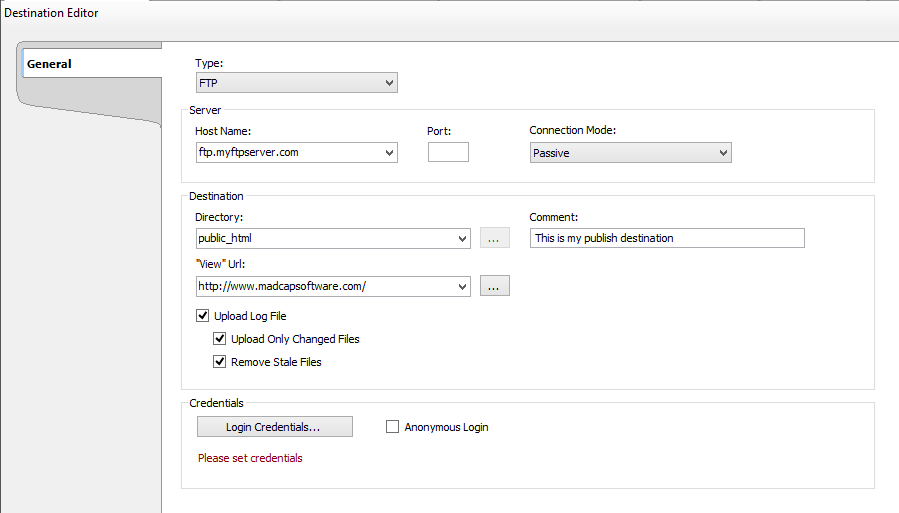 Destination Editor
General
Type:
FTP
Server
Host Name: Port: Connection Mode:
ftp.myftpserver.com Passive
Destination
Directory: Comment:
public_html ... This is my publish destination
"View" Url:
http://www.madcapsoftware.com/ ...
Upload Log File
Upload Only Changed Files
Remove Stale Files
Credentials
Login Credentials... Anonymous Login
Please set credentials